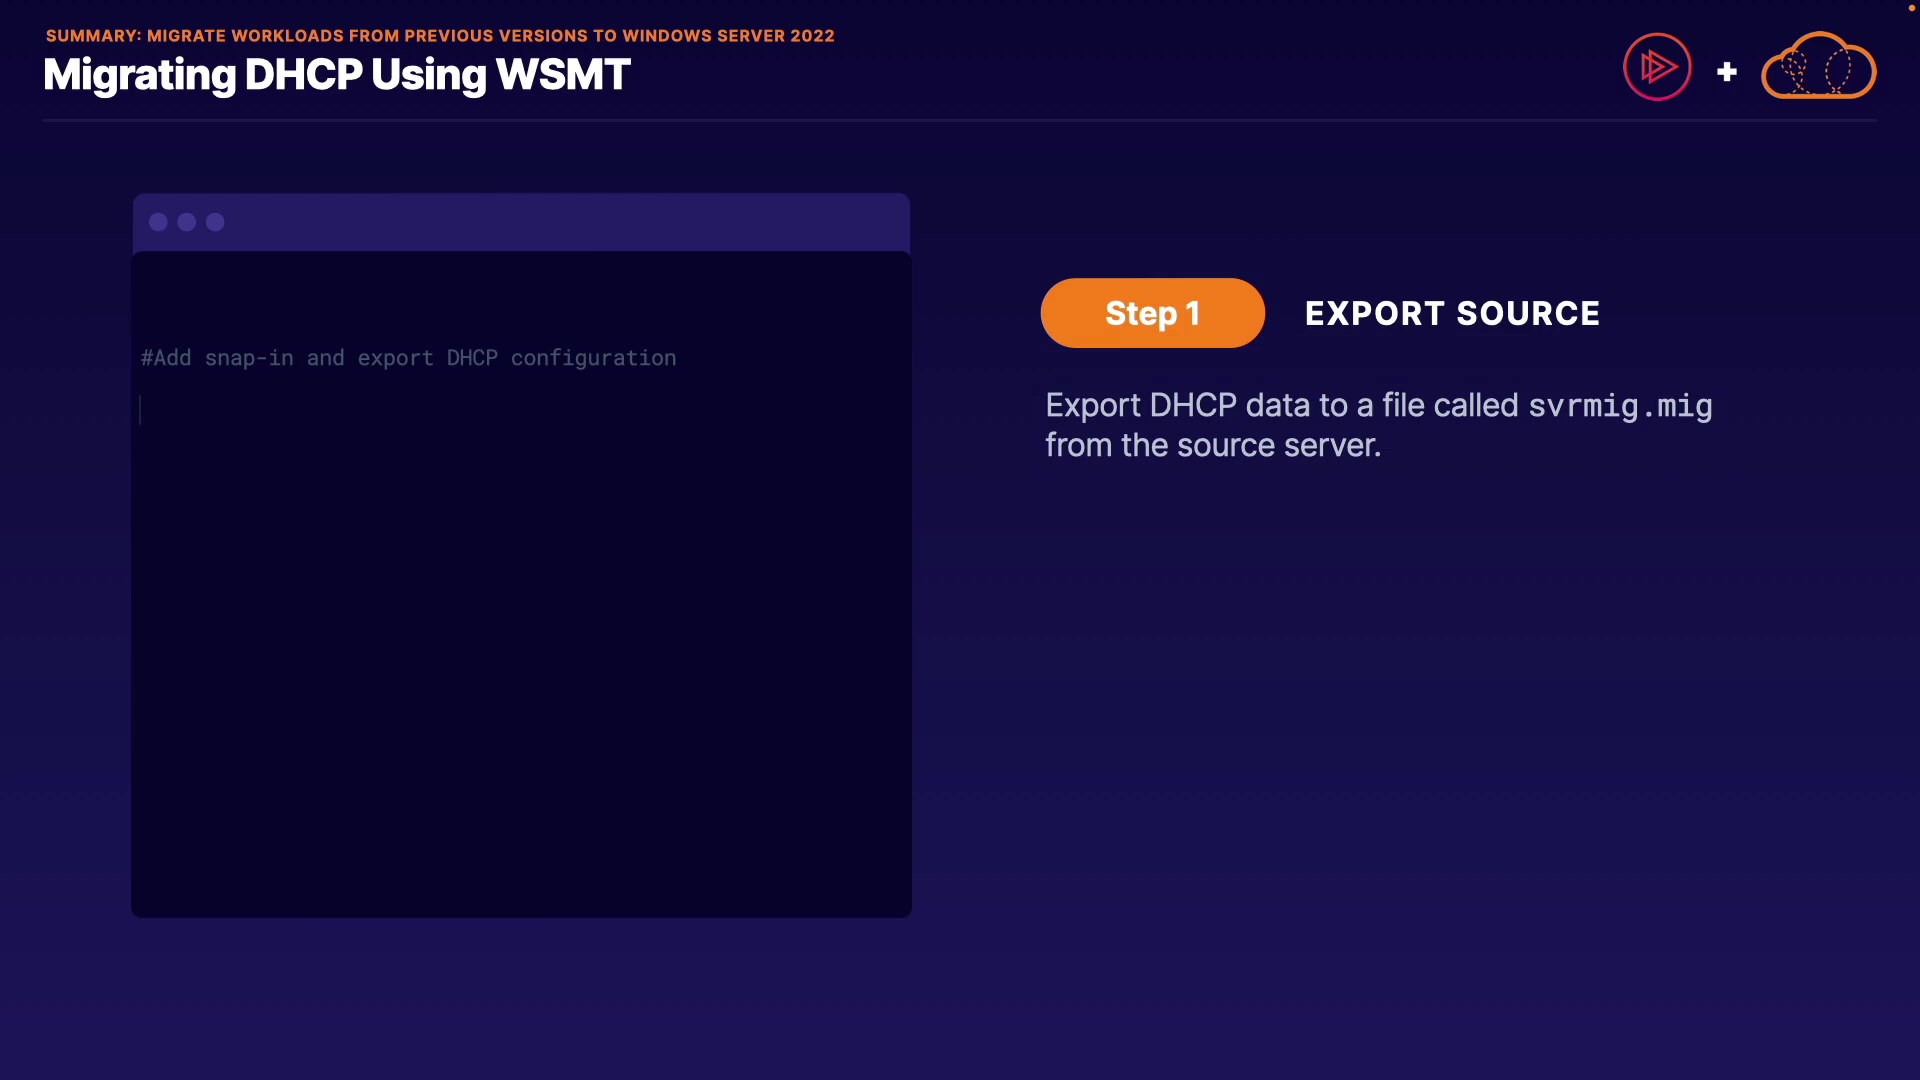 SUMMARY: MIGRATE WORKLOADS FROM PREVIOUS VERSIONS TO WINDOWS SERVER 2022
Migrating DHCP Using WSMT
+
#Add snap-in and export DHCP configuration
Step 1
EXPORT SOURCE
Export DHCP data to a file called svrmig.mig
from the source server.